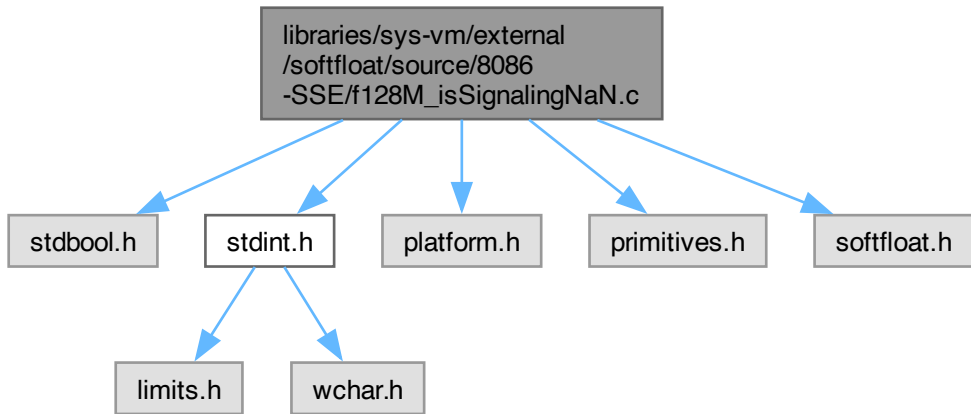 libraries/sys-vm/external
/softfloat/source/8086
-SSE/f128M_isSignalingNaN.c
stdbool.h
stdint.h
platform.h
primitives.h
softfloat.h
limits.h
wchar.h